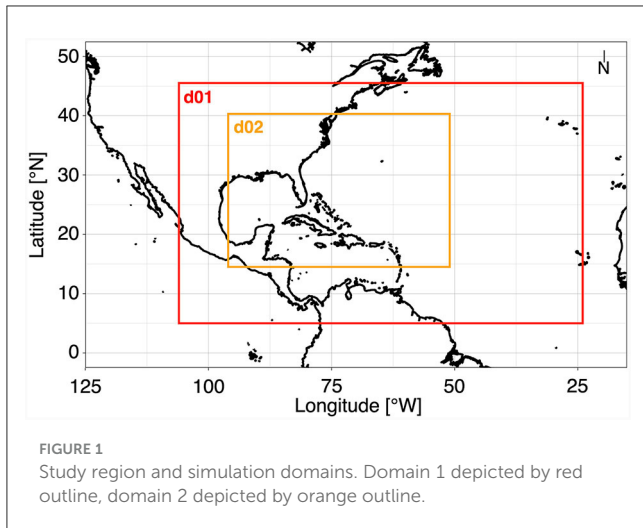 50
N
d01
40
d02
30
Latitude [°N]
20
10
0
125 100 75 50 25
Longitude [°W]
FIGURE 1
Study region and simulation domains. Domain 1 depicted by red
outline, domain 2 depicted by orange outline.